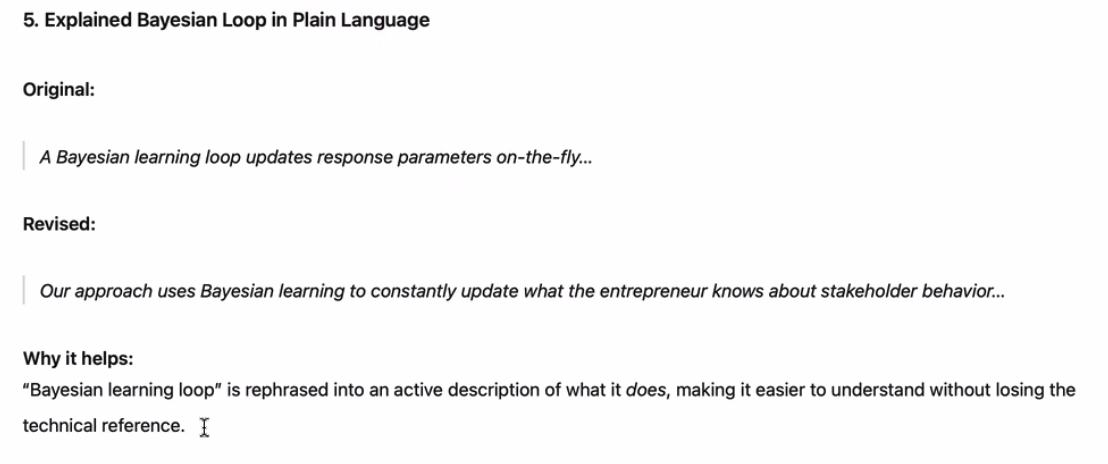 5. Explained Bayesian Loop in Plain Language
Original:
A Bayesian learning loop updates response parameters on-the-fly...
Revised:
Our approach uses Bayesian learning to constantly update what the entrepreneur knows about stakeholder behavior...
Why it helps:
“Bayesian learning loop” is rephrased into an active description of what it does, making it easier to understand without losing the
technical reference.